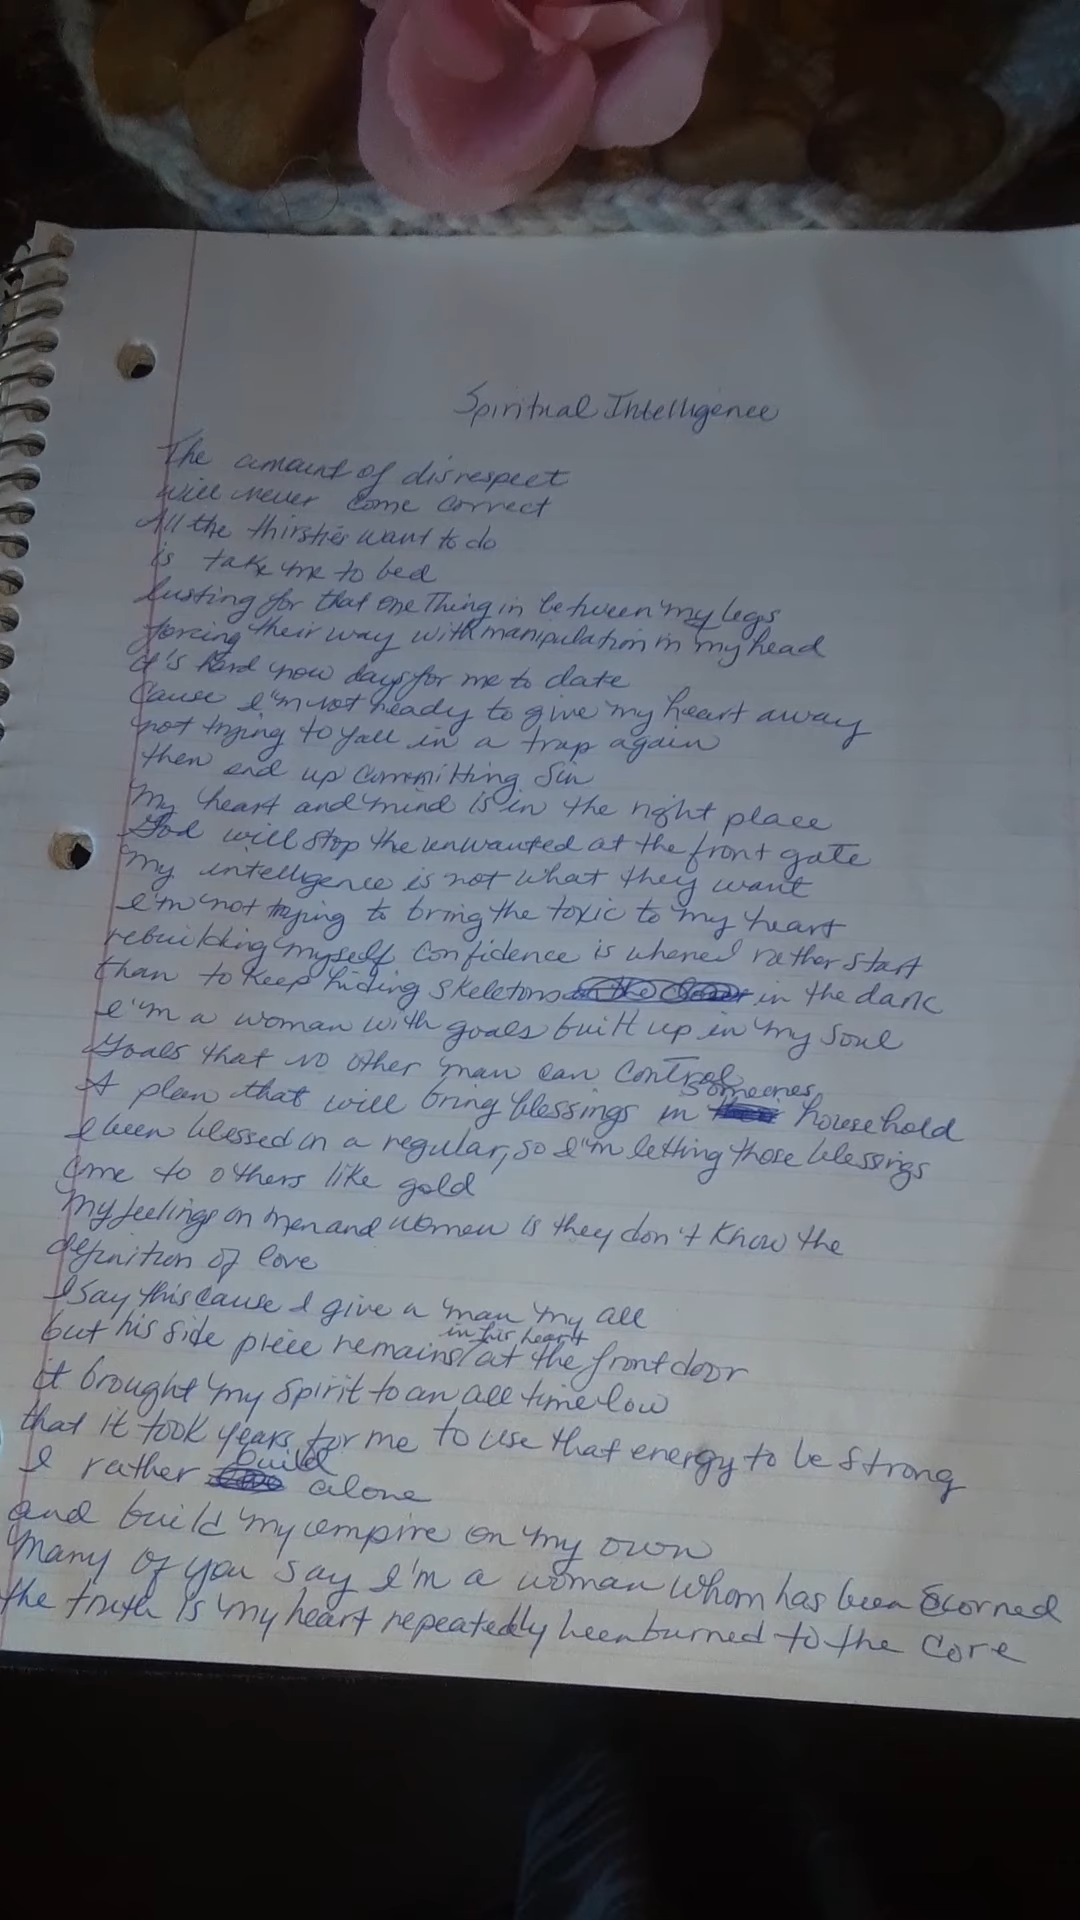 Spiritual Intelligence
The amount of disrespect
will never come correct
All the thirsties want to do
is take me to bed
lusting for that one Thing in between my legs
forcing their way with manipulation in my head
it's hard now days for me to date
Cause I'm not ready to give my heart away
not trying to fall in a trap again
then end up committing Sin
My heart and mind is in the right place
God will stop the unwanted at the front gate
My intelligence is not what they want
I'm not trying to bring the toxic to my heart
rebuilding myself confidence is where I rather start
than to keep hiding skeletons in the dark
I'm a woman with goals built up in my soul
Goals that no other man can control
A plan that will bring blessings in someones household
I been blessed on a regular, so I'm letting those blessings
come to others like gold
My feelings on men and women is they don't know the
definition of love
I say this cause I give a man my all
but his side piece remains in his heart at the front door
it brought my spirit to an all time low
that it took years for me to use that energy to be strong
I rather build alone
and build my empire on my own
Many of you say I'm a woman whom has been scorned
the truth is my heart repeatedly been burned to the core